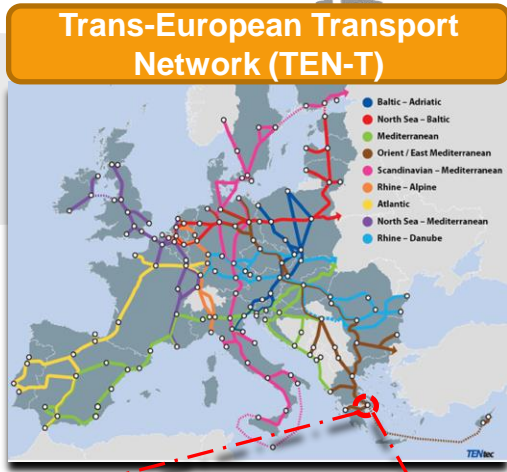 Trans-European Transport
Network (TEN-T)
Baltic – Adriatic
North Sea – Baltic
Mediterranean
Orient / East Mediterranean
Scandinavian – Mediterranean
Rhine – Alpine
Atlantic
North Sea – Mediterranean
Rhine – Danube
TENtec